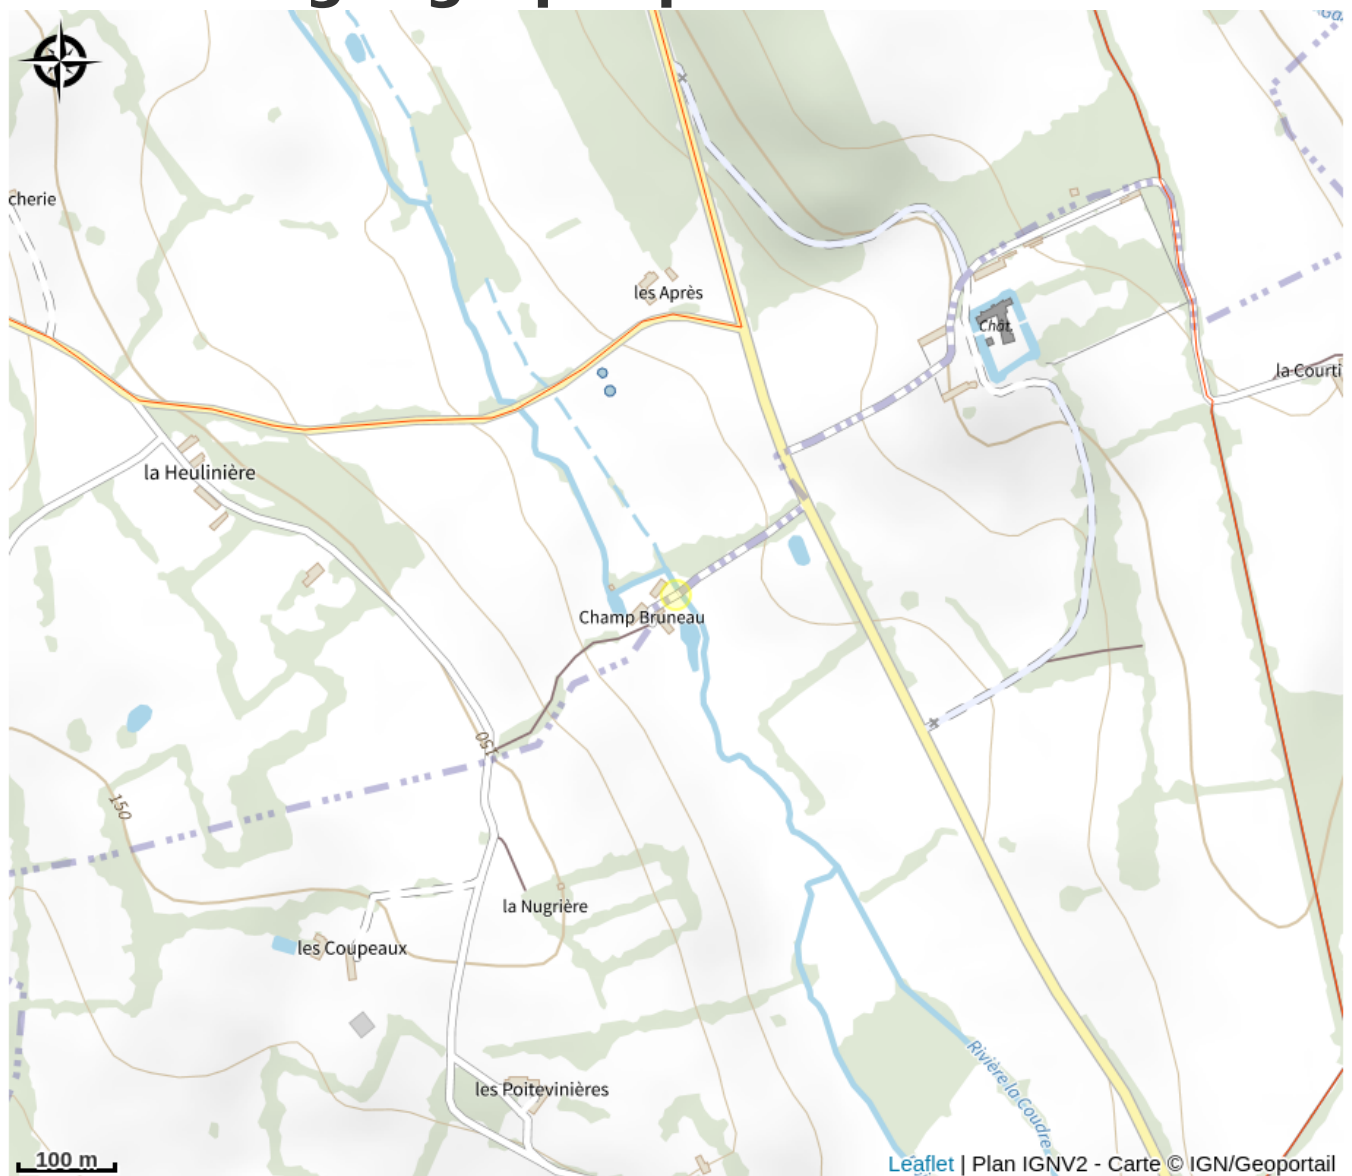 cherie
les Après
Chât.
la Courti
la Heulinière
Champ Bruneau
150
150
la Nugrière
les Coupeaux
les Poitevinières
Rivière la Coudre
100 m
Leaflet | Plan IGNV2 - Carte © IGN/Geoportail